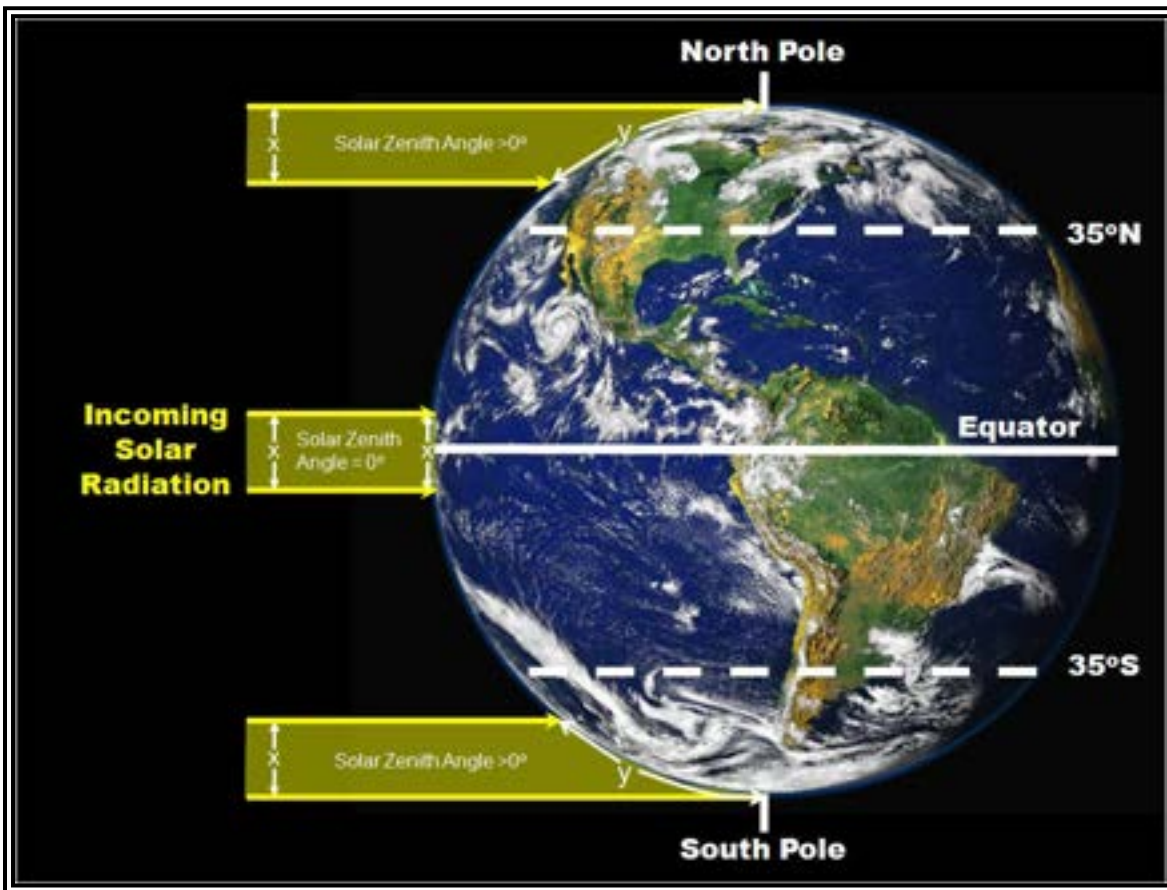 North Pole
x
Solar Zenith Angle >0º
y
35ºN
Incoming
Solar
Radiation
x
Solar Zenith
Angle = 0º
x
Equator
35ºS
x
Solar Zenith Angle >0º
y
South Pole